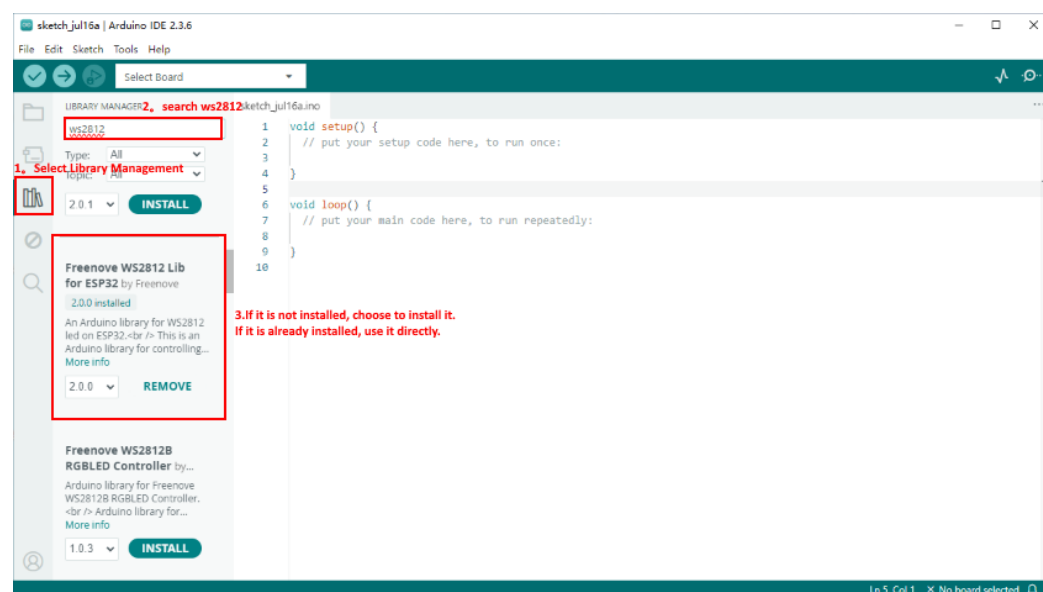 sketch_jul16a | Arduino IDE 2.3.6
File Edit Sketch Tools Help
Select Board
LIBRARY MANAGER
2。search ws2812
sketch_jul16a.ino
ws2812
Type: All
1。Select Library Management
Topic: All
2.0.1
INSTALL
Freenove WS2812 Lib
for ESP32 by Freenove
2.0.0 installed
An Arduino library for WS2812
led on ESP32.<br /> This is an
Arduino library for controlling...
More info
2.0.0
REMOVE
Freenove WS2812B
RGBLED Controller by...
Arduino library for Freenove
WS2812B RGBLED Controller.
<br /> Arduino library for...
More info
1.0.3
INSTALL
1 void setup() {
2 // put your setup code here, to run once:
3
4 }
5
6 void loop() {
7 // put your main code here, to run repeatedly:
8
9 }
10
3.If it is not installed, choose to install it.
If it is already installed, use it directly.
Ln 5, Col 1 × No board selected